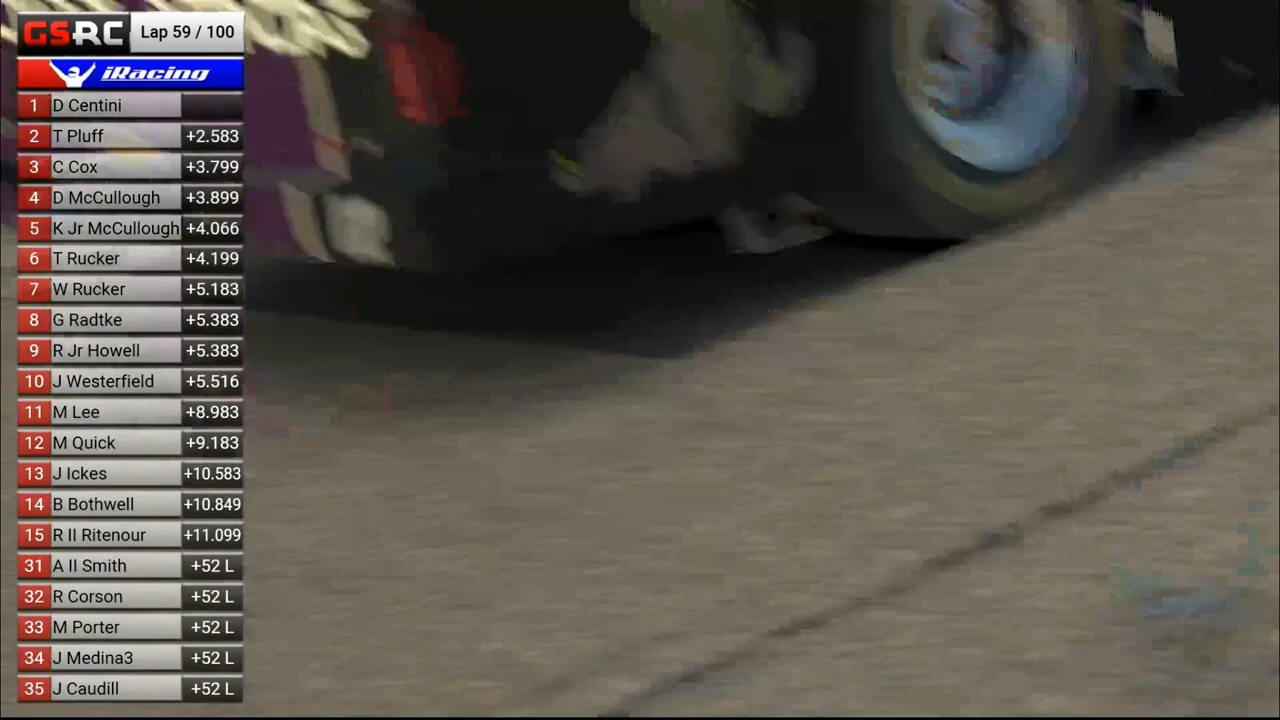 GSRC Lap 59 / 100
iRacing
1 D Centini
2 T Pluff +2.583
3 C Cox +3.799
4 D McCullough +3.899
5 K Jr McCullough +4.066
6 T Rucker +4.199
7 W Rucker +5.183
8 G Radtke +5.383
9 R Jr Howell +5.383
10 J Westerfield +5.516
11 M Lee +8.983
12 M Quick +9.183
13 J Ickes +10.583
14 B Bothwell +10.849
15 R II Ritenour +11.099
31 A II Smith +52 L
32 R Corson +52 L
33 M Porter +52 L
34 J Medina3 +52 L
35 J Caudill +52 L